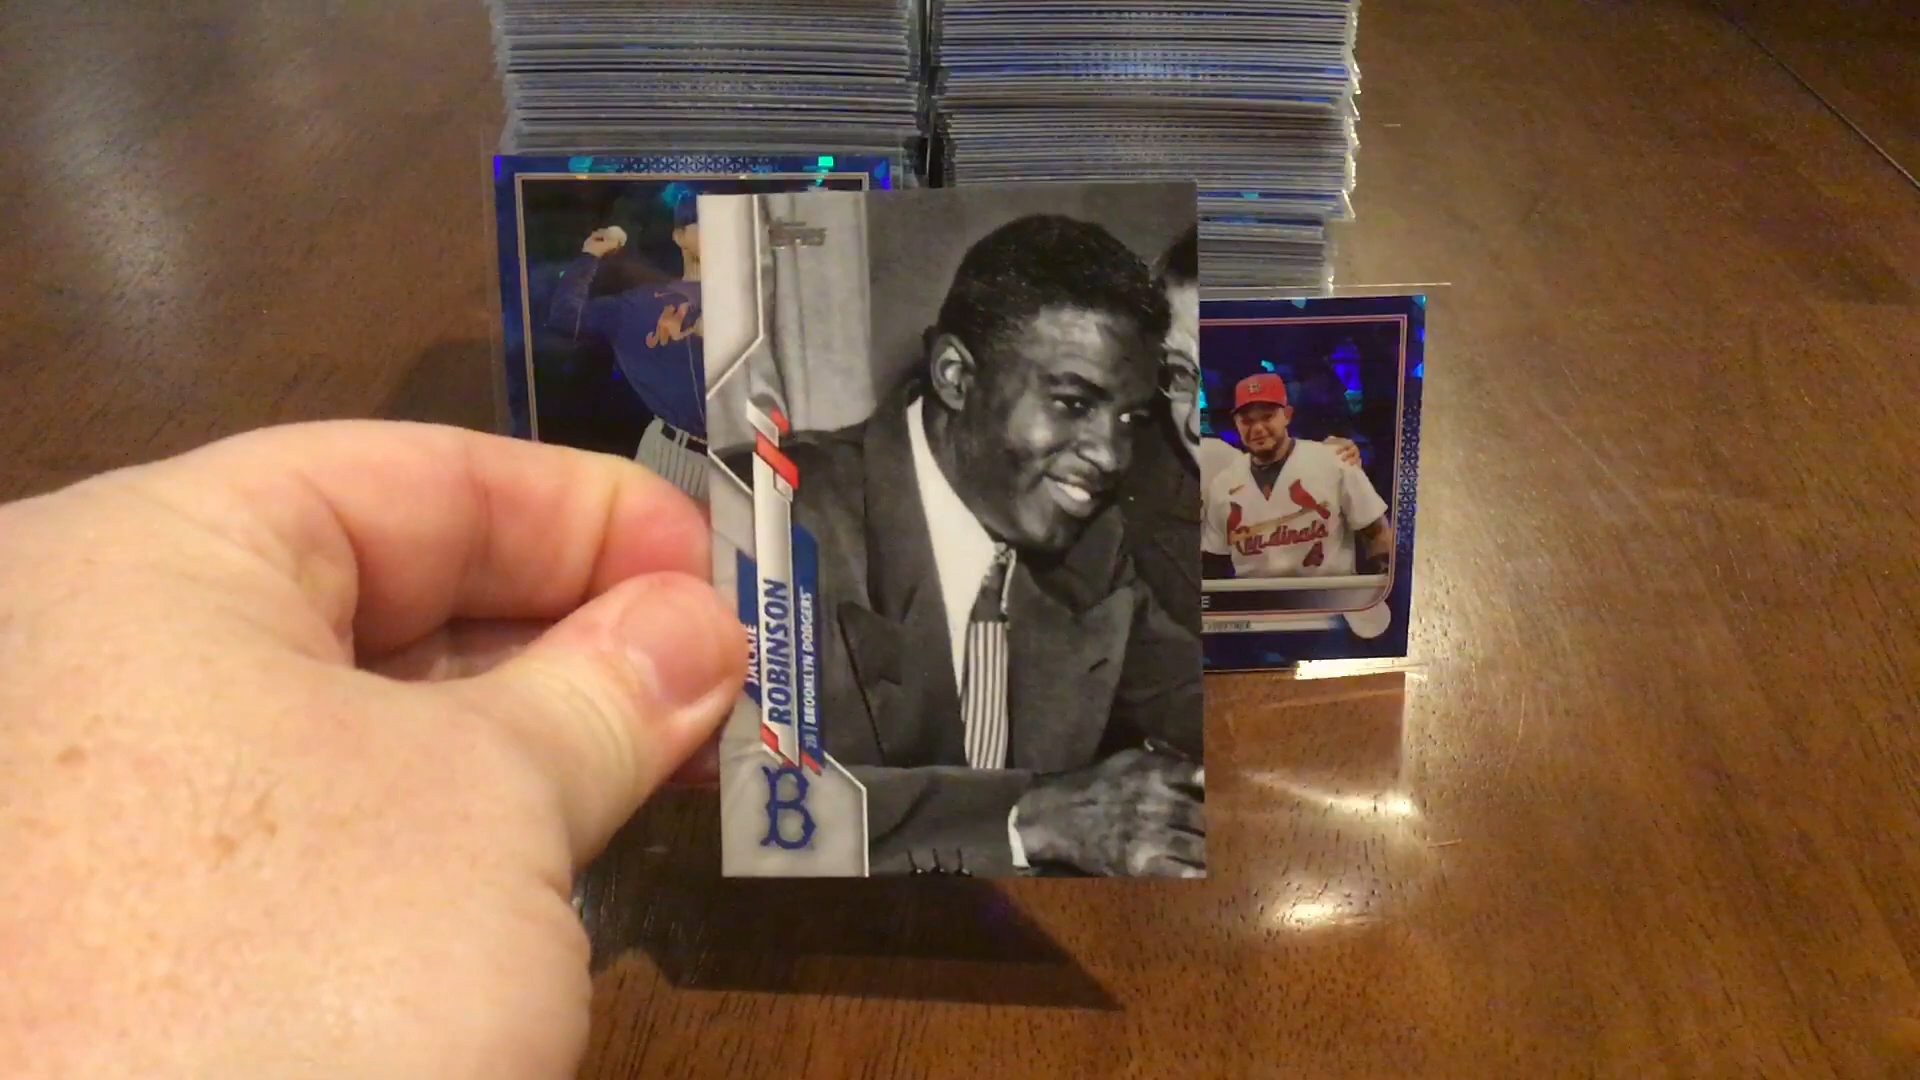 Topps
JACKIE
ROBINSON
2B | BROOKLYN DODGERS
B
Cardinals
4